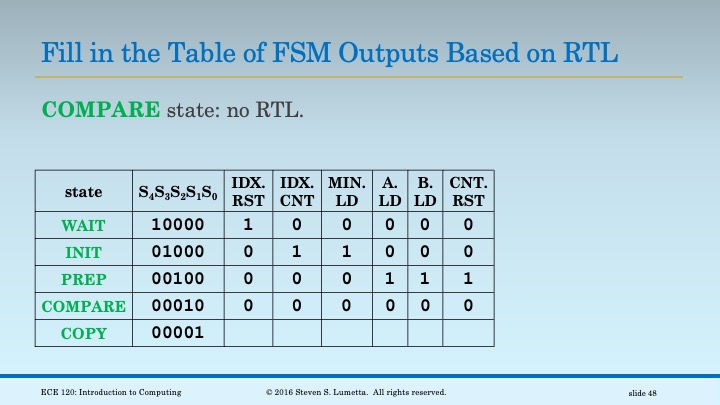 Fill in the Table of FSM Outputs Based on RTL
COMPARE state: no RTL.
state S₄S₃S₂S₁S₀ IDX. RST IDX. CNT MIN. LD A. LD B. LD CNT. RST
WAIT 10000 1 0 0 0 0 0
INIT 01000 0 1 1 0 0 0
PREP 00100 0 0 0 1 1 1
COMPARE 00010 0 0 0 0 0 0
COPY 00001
ECE 120: Introduction to Computing © 2016 Steven S. Lumetta. All rights reserved. slide 48